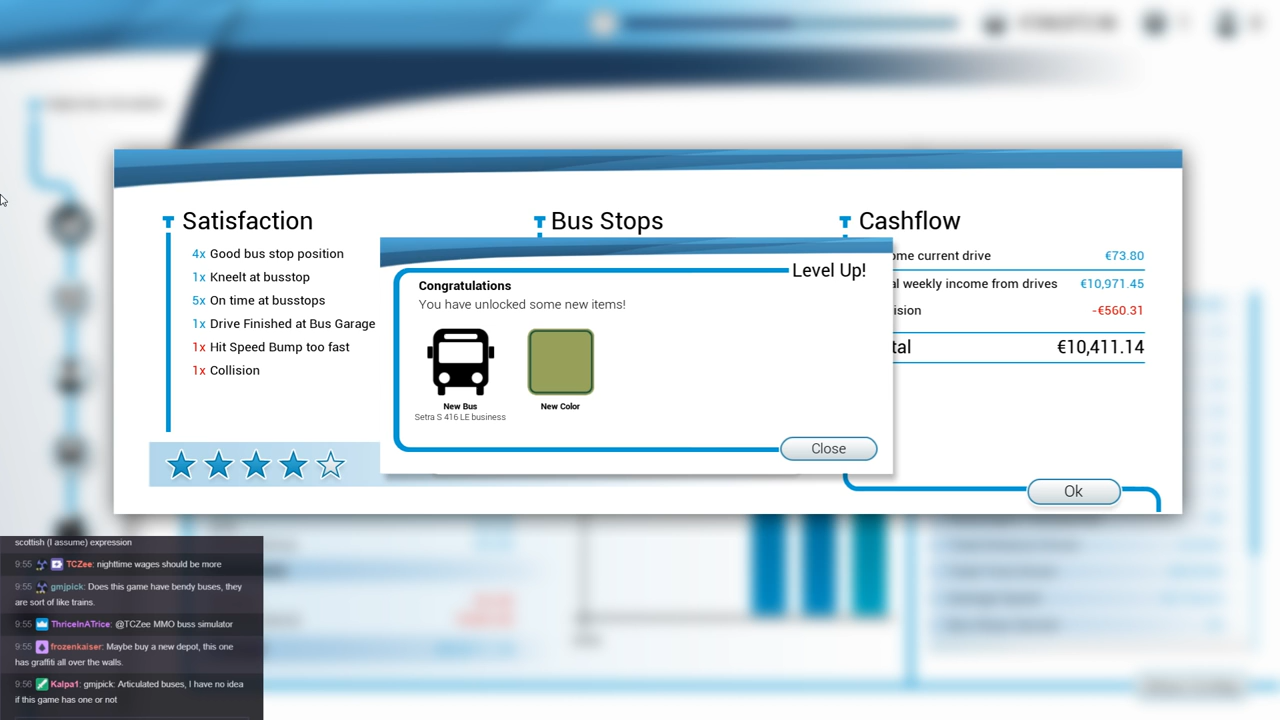 Satisfaction
4x Good bus stop position
1x Kneelt at busstop
5x On time at busstops
1x Drive Finished at Bus Garage
1x Hit Speed Bump too fast
1x Collision
Bus Stops
Level Up!
Congratulations
You have unlocked some new items!
New Bus
Setra S 416 LE business
New Color
Close
Cashflow
ome current drive €73.80
al weekly income from drives €10,971.45
ision -€560.31
tal €10,411.14
Ok
scottish (I assume) expression
9:55 TCZee: nighttime wages should be more
9:55 gmjpick: Does this game have bendy buses, they
are sort of like trains.
9:55 ThriceInATrice: @TCZee MMO buss simulator
9:55 frozenkaiser: Maybe buy a new depot, this one
has graffiti all over the walls.
9:56 Kalpa1: gmjpick: Articulated buses, I have no idea
if this game has one or not